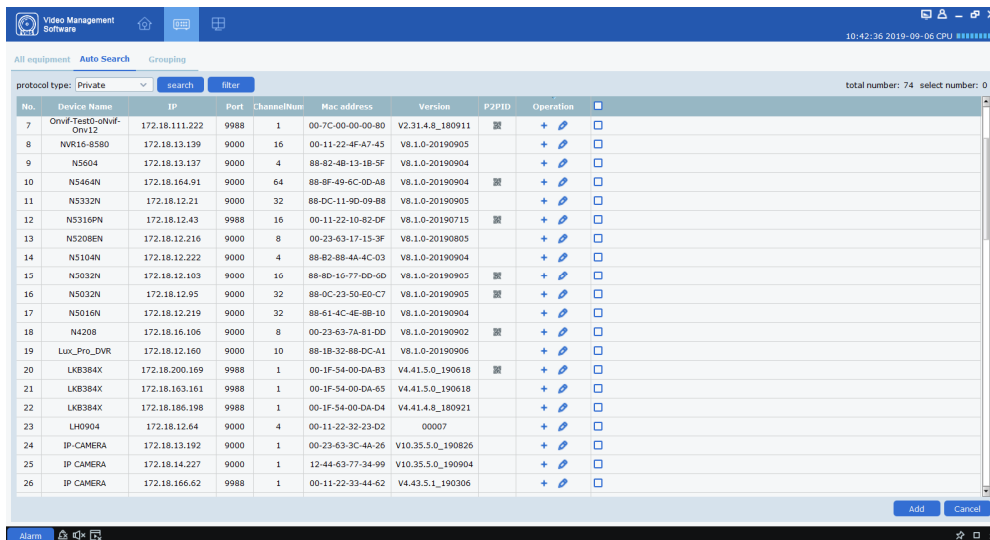 Video Management
Software
10:42:36 2019-09-06 CPU
All equipment Auto Search Grouping
protocol type: Private search filter total number: 74 select number: 0
No. Device Name IP Port ChannelNum Mac address Version P2PID Operation
7 Onvif-Test0-oNvif-Onv12 172.18.111.222 9988 1 00-7C-00-00-00-80 V2.31.4.8_180911
8 NVR16-8580 172.18.13.139 9000 16 00-11-22-4F-A7-45 V8.1.0-20190905
9 N5604 172.18.13.137 9000 4 88-82-4B-13-1B-5F V8.1.0-20190904
10 N5464N 172.18.164.91 9000 64 88-8F-49-6C-0D-A8 V8.1.0-20190904
11 N5332N 172.18.12.21 9000 32 88-DC-11-9D-09-B8 V8.1.0-20190905
12 N5316PN 172.18.12.43 9988 16 00-11-22-10-82-DF V8.1.0-20190715
13 N5208EN 172.18.12.216 9000 8 00-23-63-17-15-3F V8.1.0-20190805
14 N5104N 172.18.12.222 9000 4 88-B2-88-4A-4C-03 V8.1.0-20190904
15 N5032N 172.18.12.103 9000 16 88-8D-16-77-DD-6D V8.1.0-20190905
16 N5032N 172.18.12.95 9000 32 88-0C-23-50-E0-C7 V8.1.0-20190905
17 N5016N 172.18.12.219 9000 32 88-61-4C-4E-8B-10 V8.1.0-20190904
18 N4208 172.18.16.106 9000 8 00-23-63-7A-81-DD V8.1.0-20190902
19 Lux_Pro_DVR 172.18.12.160 9000 10 88-1B-32-88-DC-A1 V8.1.0-20190906
20 LKB384X 172.18.200.169 9988 1 00-1F-54-00-DA-B3 V4.41.5.0_190618
21 LKB384X 172.18.163.161 9988 1 00-1F-54-00-DA-65 V4.41.5.0_190618
22 LKB384X 172.18.186.198 9988 1 00-1F-54-00-DA-D4 V4.41.4.8_180921
23 LH0904 172.18.12.64 9000 4 00-11-22-32-23-D2 00007
24 IP-CAMERA 172.18.13.192 9000 1 00-23-63-3C-4A-26 V10.35.5.0_190826
25 IP CAMERA 172.18.14.227 9000 1 12-44-63-77-34-99 V10.35.5.0_190904
26 IP CAMERA 172.18.166.62 9988 1 00-11-22-33-44-62 V4.43.5.1_190306
Add Cancel
Alarm